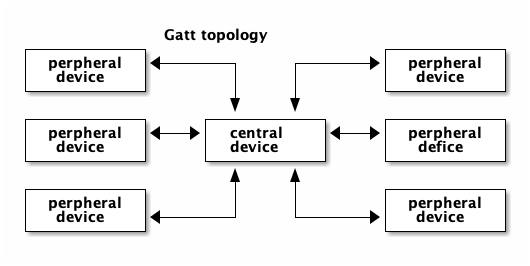 Gatt topology
perpheral
device
perpheral
device
perpheral
device
central
device
perpheral
defice
perpheral
device
perpheral
device